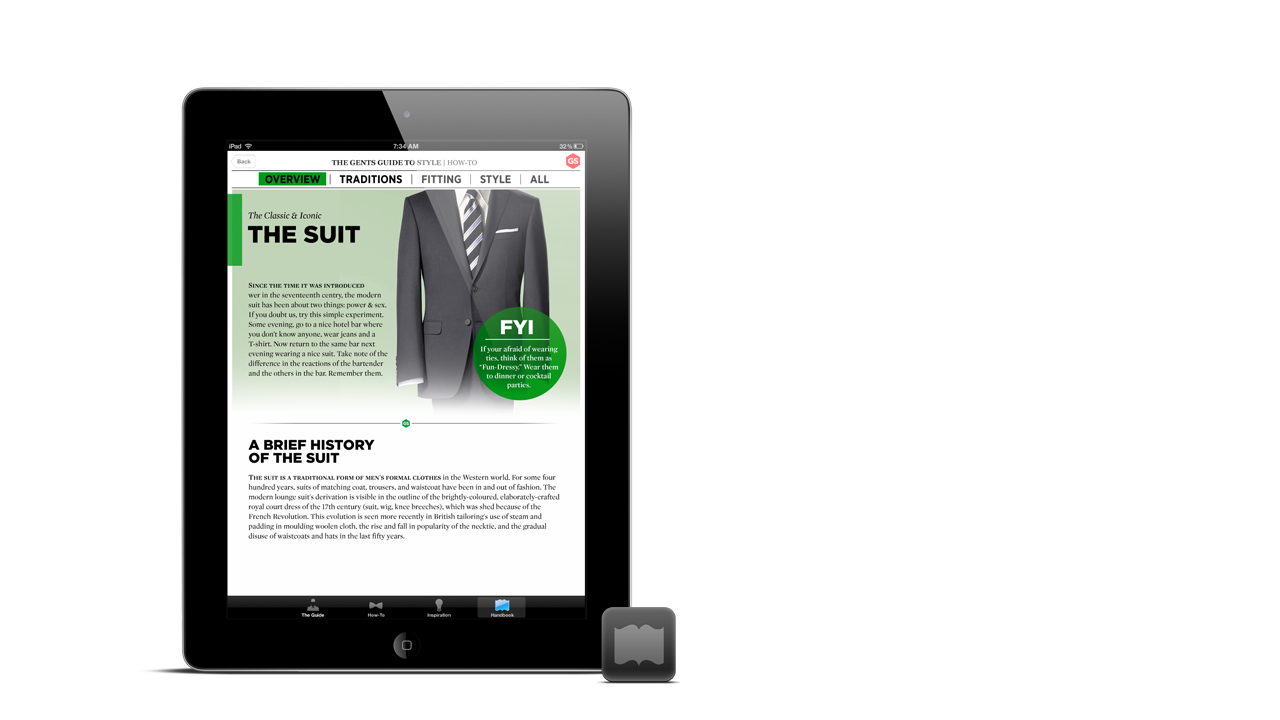 iPad 7:34 AM 32%
Back THE GENTS GUIDE TO STYLE | HOW-TO GS
OVERVIEW | TRADITIONS | FITTING | STYLE | ALL
The Classic & Iconic
THE SUIT
SINCE THE TIME IT WAS INTRODUCED
wer in the seventeenth centry, the modern
suit has been about two things: power & sex.
If you doubt us, try this simple experiment.
Some evening, go to a nice hotel bar where
you don't know anyone, wear jeans and a
T-shirt. Now return to the same bar next
evening wearing a nice suit. Take note of the
difference in the reactions of the bartender
and the others in the bar. Remember them.
FYI
If your afraid of wearing
ties, think of them as
"Fun-Dressy." Wear them
to dinner or cocktail
parties.
GS
A BRIEF HISTORY
OF THE SUIT
THE SUIT IS A TRADITIONAL FORM OF MEN'S FORMAL CLOTHES in the Western world. For some four
hundred years, suits of matching coat, trousers, and waistcoat have been in and out of fashion. The
modern lounge suit's derivation is visible in the outline of the brightly-coloured, elaborately-crafted
royal court dress of the 17th century (suit, wig, knee breeches), which was shed because of the
French Revolution. This evolution is seen more recently in British tailoring's use of steam and
padding in moulding woolen cloth, the rise and fall in popularity of the necktie, and the gradual
disuse of waistcoats and hats in the last fifty years.
The Guide How-To Inspiration Handbook